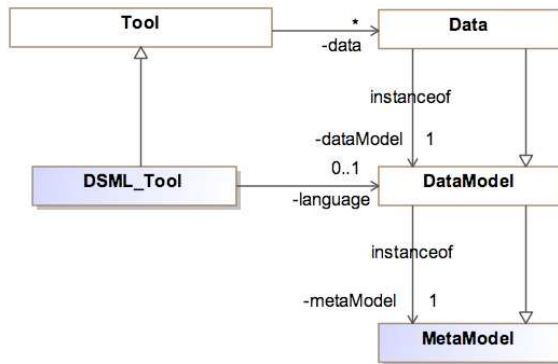 Tool
*
-data
Data
instanceof
-dataModel 1
DSML_Tool
0..1
-language
DataModel
instanceof
-metaModel 1
MetaModel